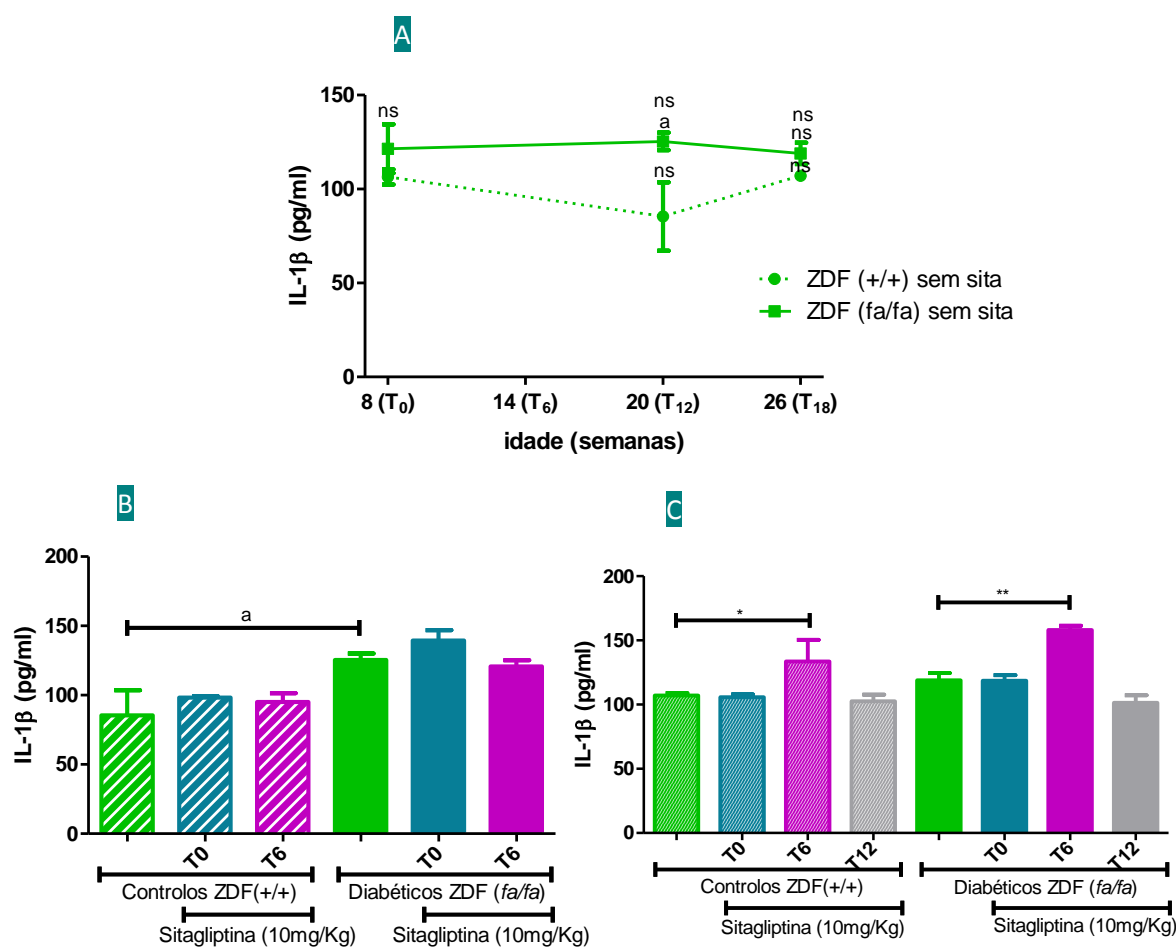 A
150
100
50
0
IL-1β (pg/ml)
ns
ns
a
ns
ns
ns
ns
ZDF (+/+) sem sita
ZDF (fa/fa) sem sita
8 (T0) 14 (T6) 20 (T12) 26 (T18)
idade (semanas)
B
200
150
100
50
0
IL-1β (pg/ml)
a
T0 T6 T0 T6
Controlos ZDF(+/+) Diabéticos ZDF (fa/fa)
Sitagliptina (10mg/Kg) Sitagliptina (10mg/Kg)
C
200
150
100
50
0
IL-1β (pg/ml)
*
**
T0 T6 T12 T0 T6 T12
Controlos ZDF(+/+) Diabéticos ZDF (fa/fa)
Sitagliptina (10mg/Kg) Sitagliptina (10mg/Kg)